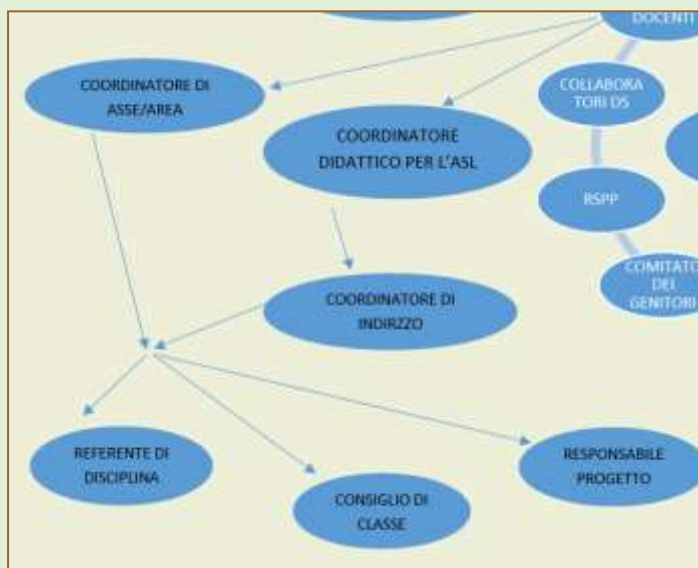 DOCENTI
COORDINATORE DI
ASSE/AREA
COLLABORA
TORI DS
COORDINATORE
DIDATTICO PER L'ASL
RSPP
COMITATO
DEI
GENITORI
COORDINATORE DI
INDIRZZO
REFERENTE DI
DISCIPLINA
RESPONSABILE
PROGETTO
CONSIGLIO DI
CLASSE